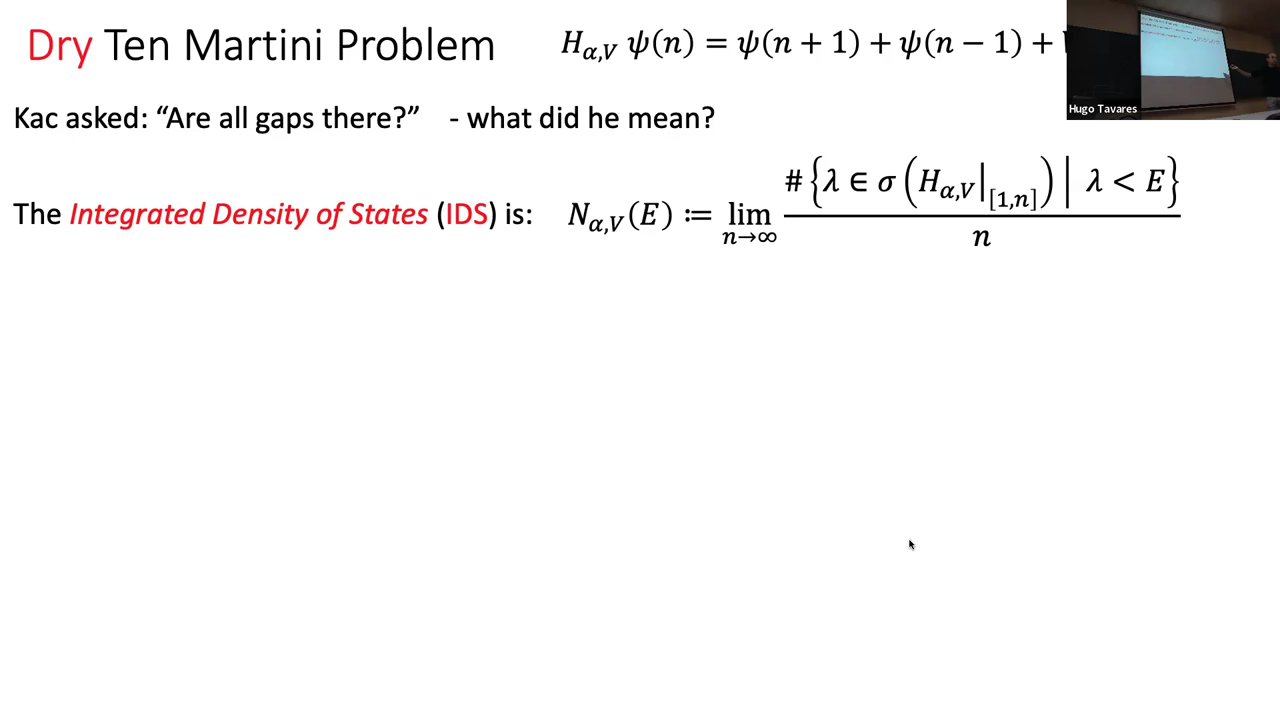 Dry Ten Martini Problem
H_{α,V} ψ(n) = ψ(n + 1) + ψ(n − 1) +
Hugo Tavares
Kac asked: “Are all gaps there?” - what did he mean?
The Integrated Density of States (IDS) is: N_{α,V}(E) ≔ lim_{n→∞} #{λ ∈ σ(H_{α,V}|_{[1,n]}) | λ < E} / n